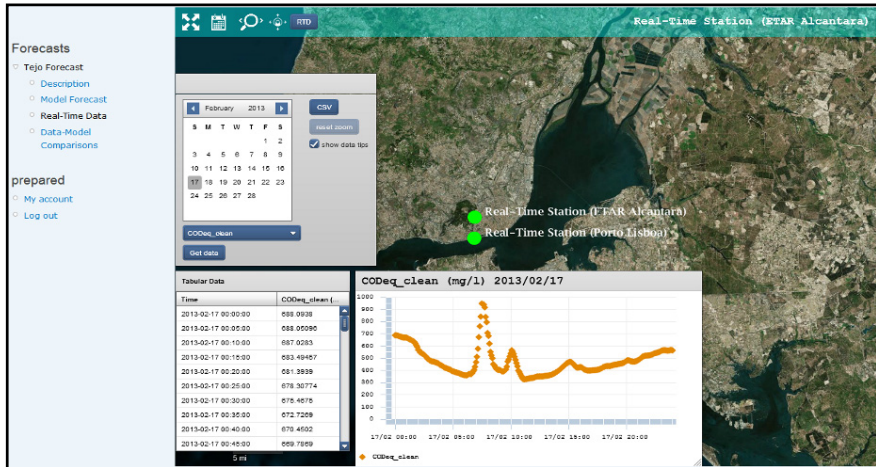 RTD
Real-Time Station (ETAR Alcantara)
Forecasts
Tejo Forecast
Description
Model Forecast
Real-Time Data
Data-Model
Comparisons
prepared
My account
Log out
February 2013
S M T W T F S
1 2
3 4 5 6 7 8 9
10 11 12 13 14 15 16
17 18 19 20 21 22 23
24 25 26 27 28
CSV
reset zoom
show data tips
CODeq_clean
Get data
Real-Time Station (ETAR Alcantara)
Real-Time Station (Porto Lisboa)
Tabular Data
Time CODeq_clean (...
2013-02-17 00:00:00 688.0938
2013-02-17 00:05:00 688.05096
2013-02-17 00:10:00 687.0283
2013-02-17 00:15:00 683.49487
2013-02-17 00:20:00 681.3939
2013-02-17 00:25:00 678.30774
2013-02-17 00:30:00 675.4675
2013-02-17 00:35:00 672.7269
2013-02-17 00:40:00 670.4502
2013-02-17 00:45:00 669.7869
5 mi
CODeq_clean (mg/l) 2013/02/17
1000
900
800
700
600
500
400
300
200
100
0
17/02 00:00 17/02 05:00 17/02 10:00 17/02 15:00 17/02 20:00
CODeq_clean